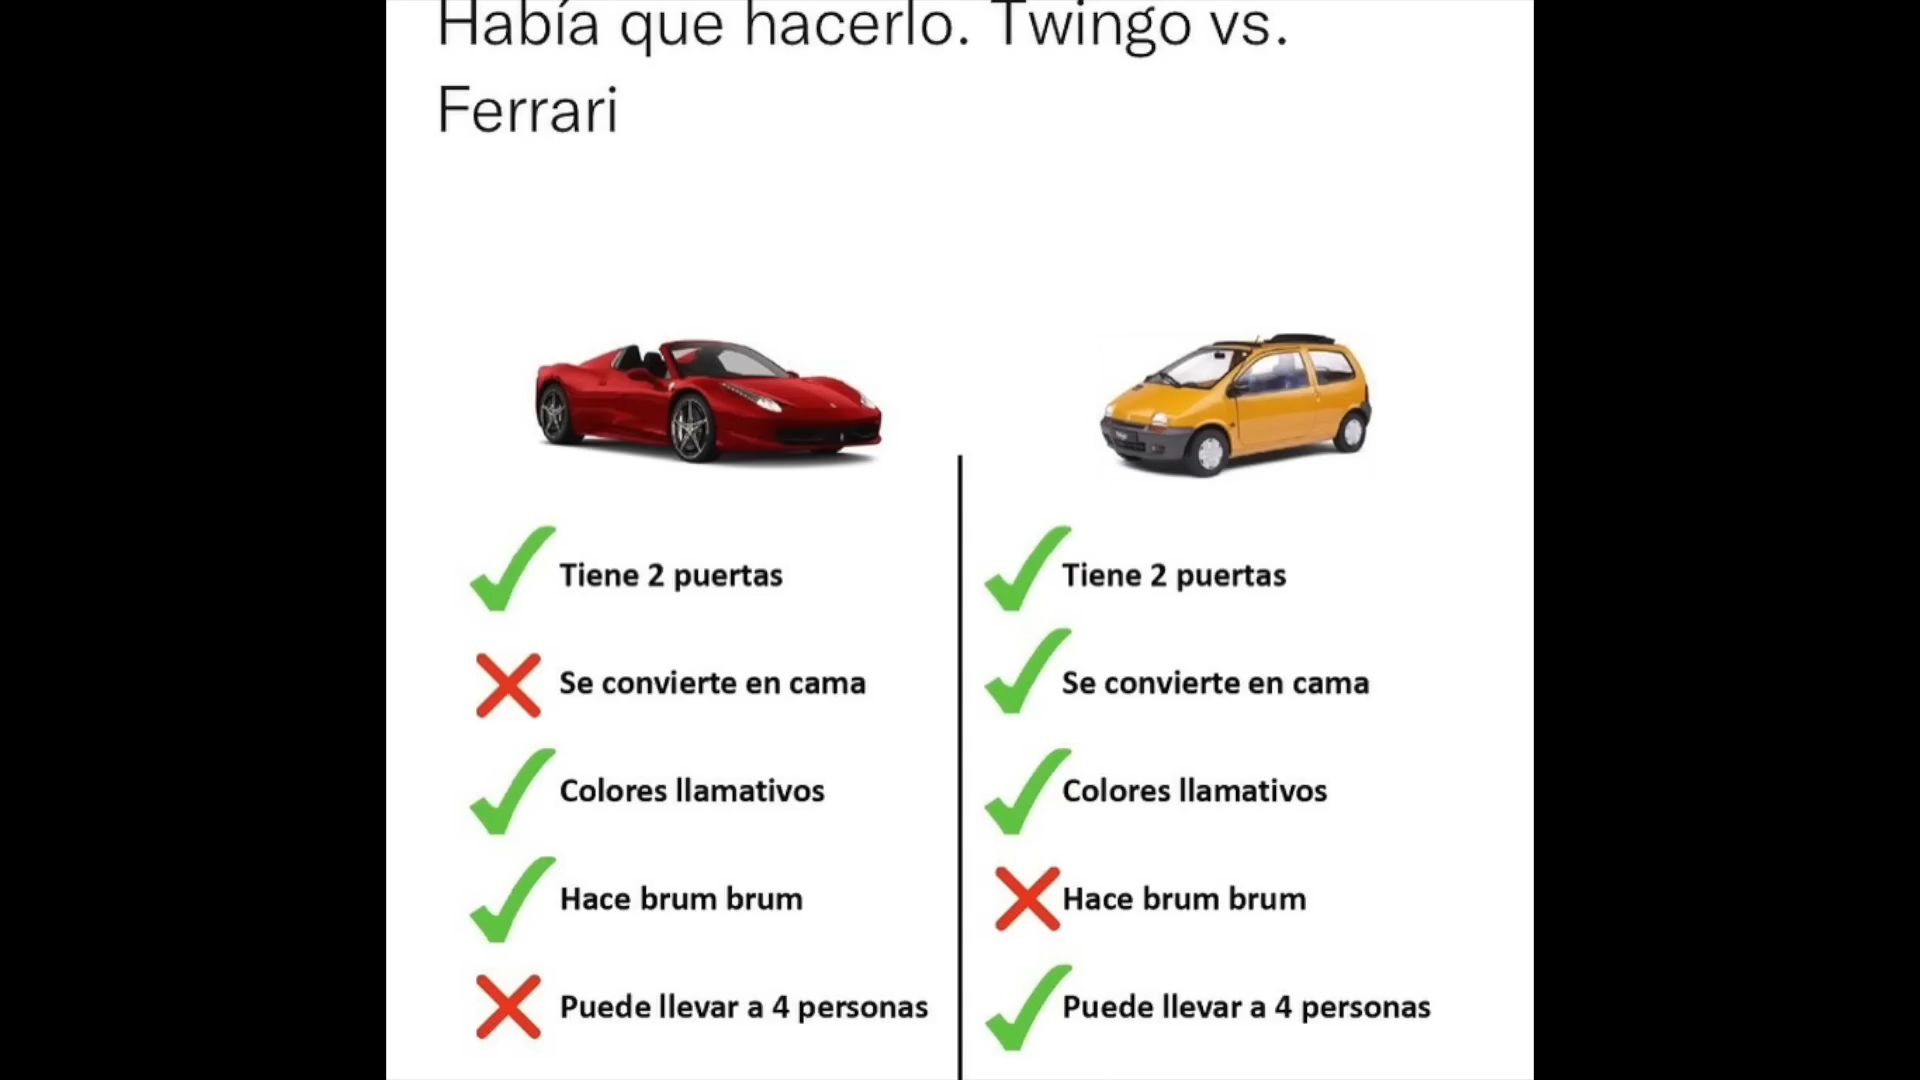 Había que hacerlo. Twingo vs.
Ferrari
Tiene 2 puertas
Se convierte en cama
Colores llamativos
Hace brum brum
Puede llevar a 4 personas
Tiene 2 puertas
Se convierte en cama
Colores llamativos
Hace brum brum
Puede llevar a 4 personas